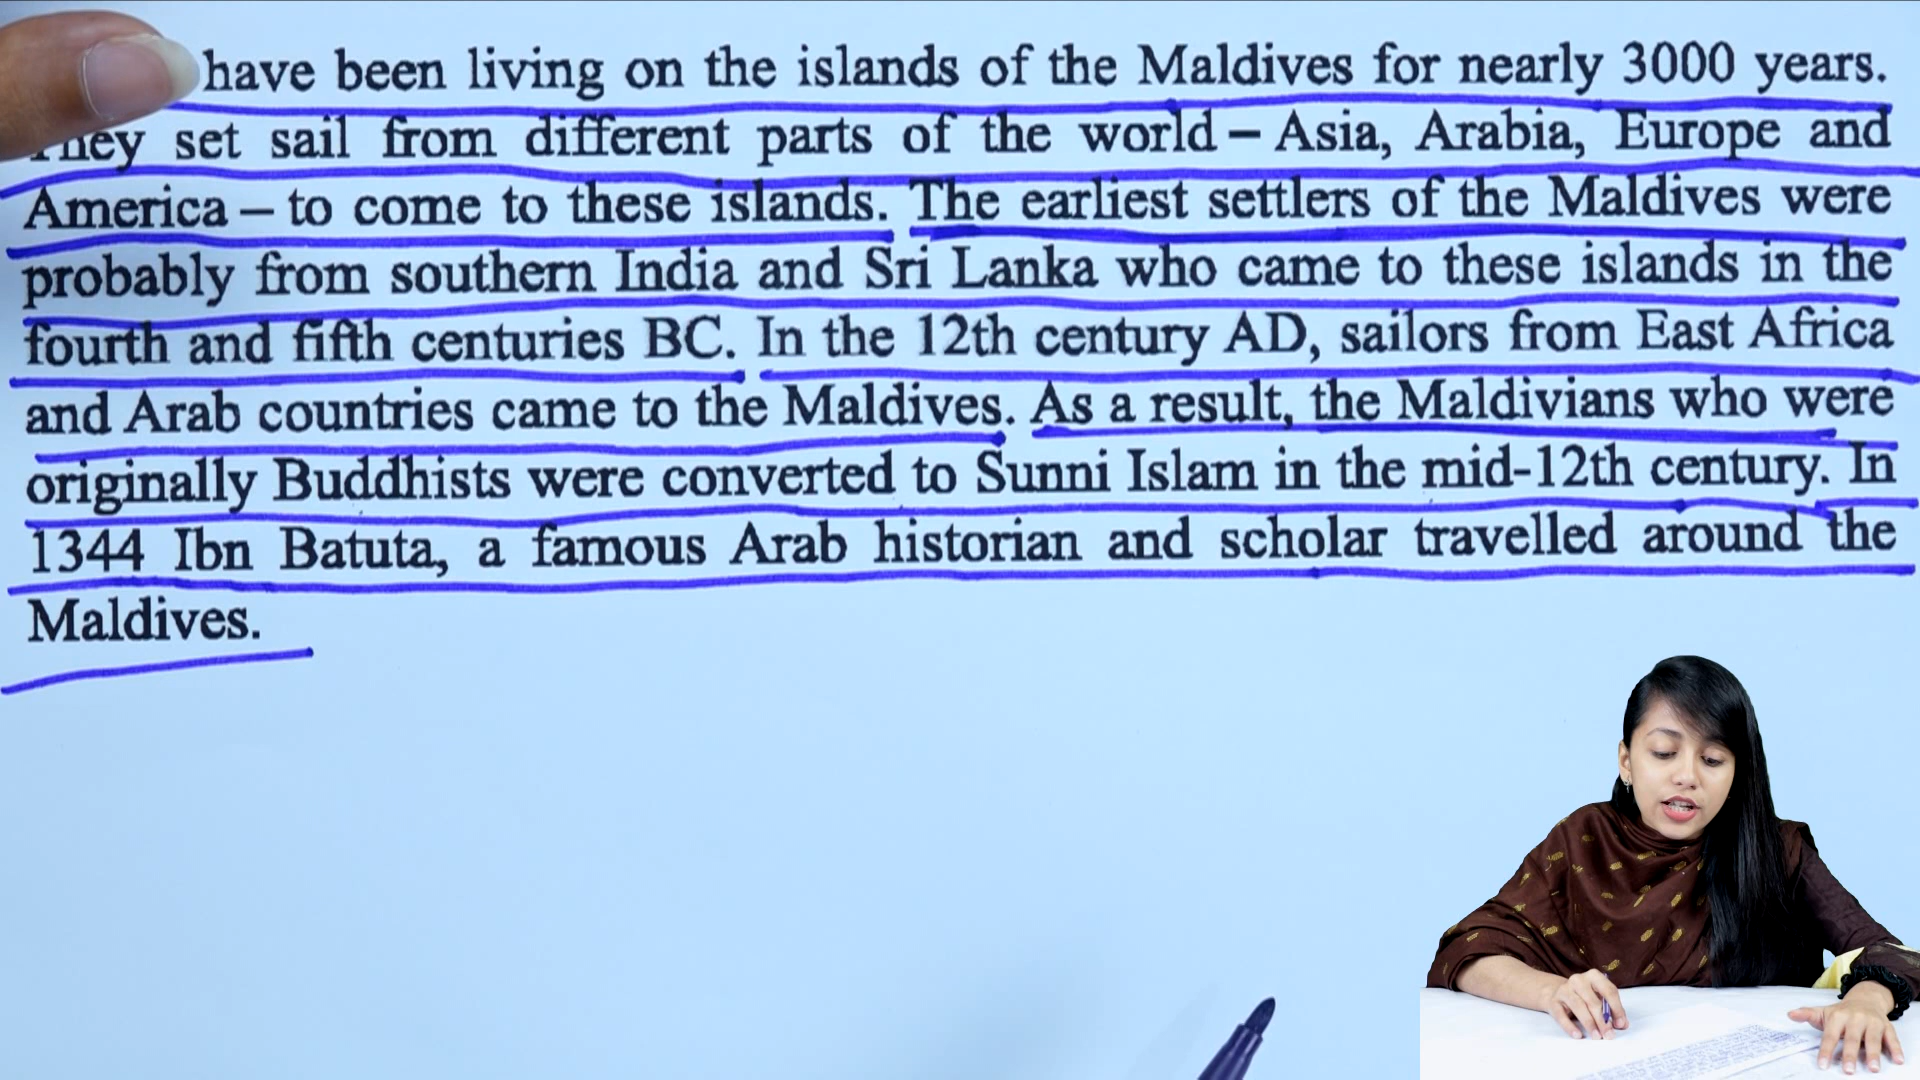 have been living on the islands of the Maldives for nearly 3000 years.
They set sail from different parts of the world – Asia, Arabia, Europe and
America – to come to these islands. The earliest settlers of the Maldives were
probably from southern India and Sri Lanka who came to these islands in the
fourth and fifth centuries BC. In the 12th century AD, sailors from East Africa
and Arab countries came to the Maldives. As a result, the Maldivians who were
originally Buddhists were converted to Sunni Islam in the mid-12th century. In
1344 Ibn Batuta, a famous Arab historian and scholar travelled around the
Maldives.